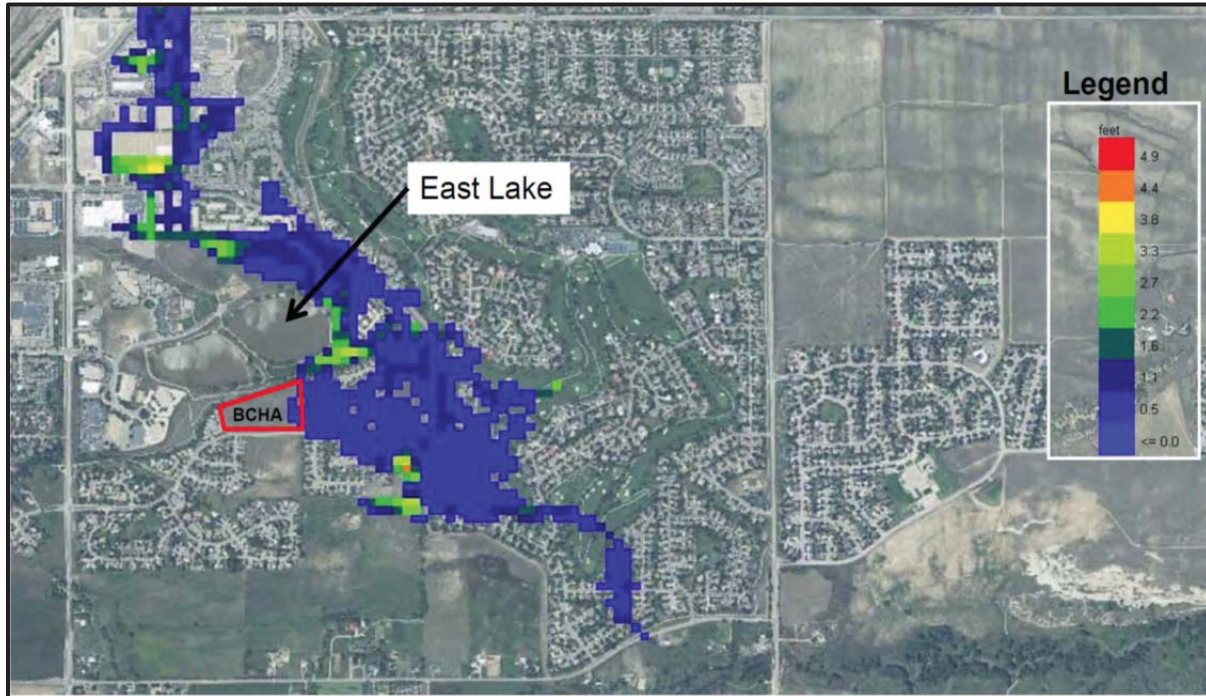 Legend
feet
4.9
4.4
3.8
3.3
2.7
2.2
1.6
1.1
0.5
<= 0.0
East Lake
BCHA